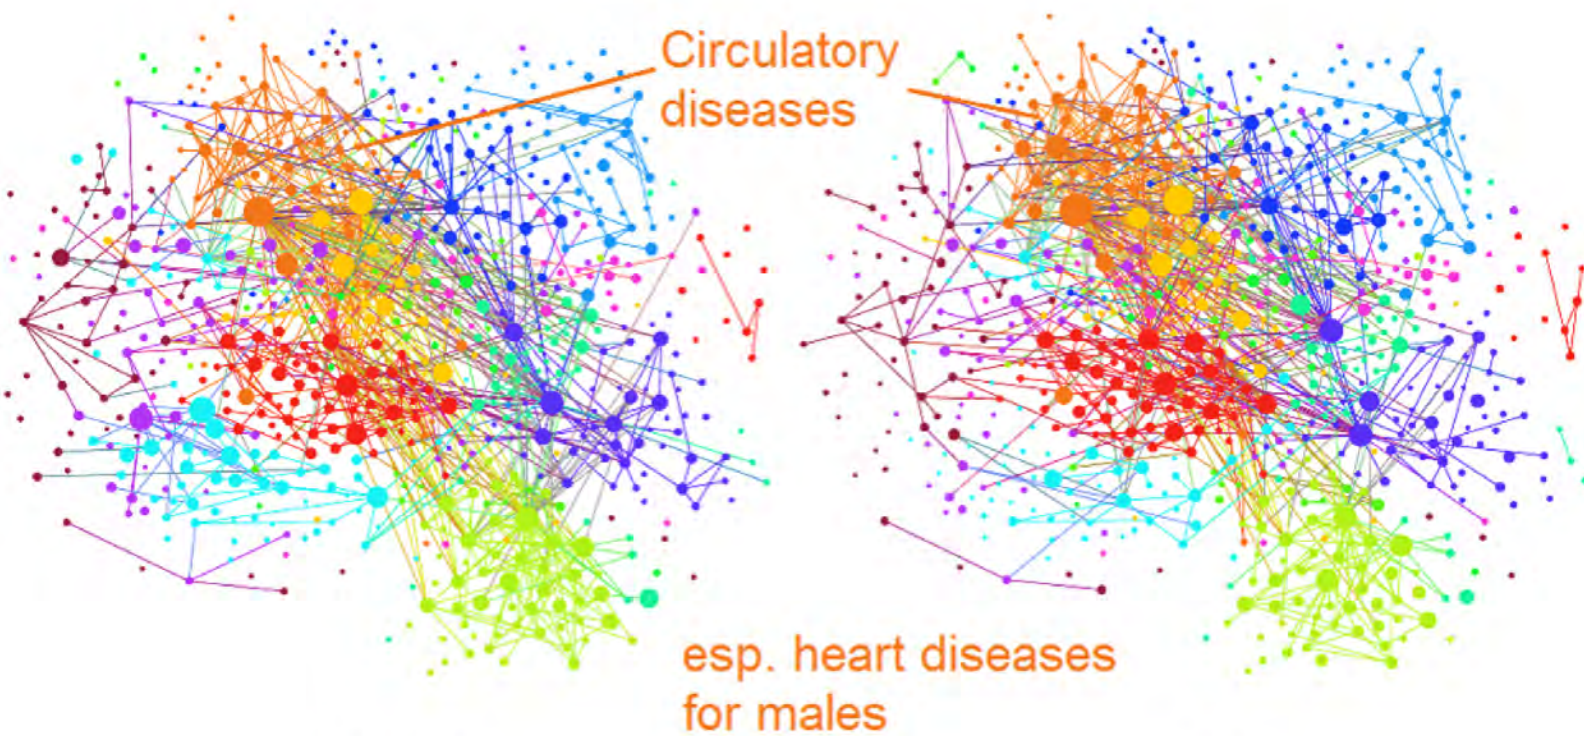 Circulatory
diseases
esp. heart diseases
for males